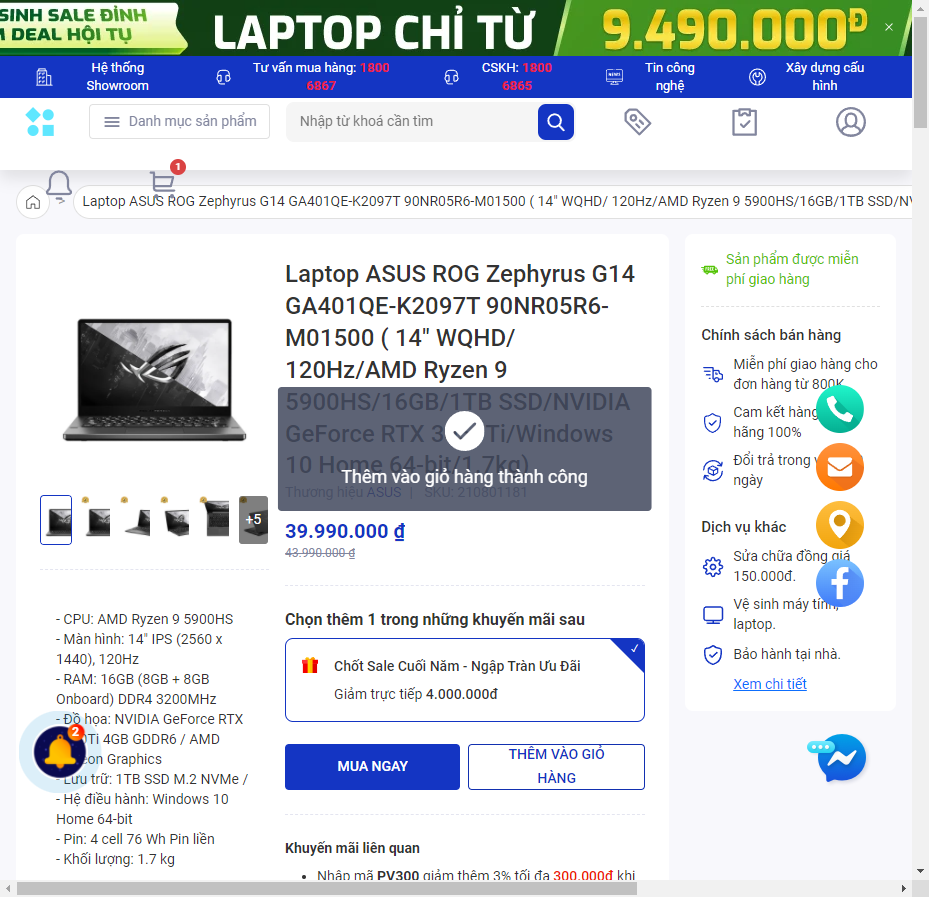 SINH SALE ĐỈNH
M DEAL HỘI TỤ
LAPTOP CHỈ TỪ
9.490.000Đ
Hệ thống
Showroom
Tư vấn mua hàng: 1800
6867
CSKH: 1800
6865
NEWS
Tin công
nghệ
Xây dựng cấu
hình
Danh mục sản phẩm
Nhập từ khoá cần tìm
1
Laptop ASUS ROG Zephyrus G14 GA401QE-K2097T 90NR05R6-M01500 ( 14" WQHD/ 120Hz/AMD Ryzen 9 5900HS/16GB/1TB SSD/NV
Laptop ASUS ROG Zephyrus G14
GA401QE-K2097T 90NR05R6-
M01500 ( 14" WQHD/
120Hz/AMD Ryzen 9
5900HS/16GB/1TB SSD/NVIDIA
GeForce RTX 3 Ti/Windows
10 Home 64-bit/1.7kg)
Thêm vào giỏ hàng thành công
Thương hiệu ASUS | SKU: 210801181
39.990.000 ₫
43.990.000 ₫
+5
- CPU: AMD Ryzen 9 5900HS
- Màn hình: 14" IPS (2560 x
1440), 120Hz
- RAM: 16GB (8GB + 8GB
Onboard) DDR4 3200MHz
- Đồ họa: NVIDIA GeForce RTX
Ti 4GB GDDR6 / AMD
Graphics
- Lưu trữ: 1TB SSD M.2 NVMe /
- Hệ điều hành: Windows 10
Home 64-bit
- Pin: 4 cell 76 Wh Pin liền
- Khối lượng: 1.7 kg
2
Chọn thêm 1 trong những khuyến mãi sau
Chốt Sale Cuối Năm - Ngập Tràn Ưu Đãi
Giảm trực tiếp 4.000.000đ
MUA NGAY
THÊM VÀO GIỎ
HÀNG
Khuyến mãi liên quan
• Nhập mã PV300 giảm thêm 3% tối đa 300.000đ khi
FREE
Sản phẩm được miễn
phí giao hàng
Chính sách bán hàng
Miễn phí giao hàng cho
đơn hàng từ 800K
Cam kết hàng
hãng 100%
Đổi trả trong
ngày
Dịch vụ khác
Sửa chữa đồng giá
150.000đ.
Vệ sinh máy tính,
laptop.
Bảo hành tại nhà.
Xem chi tiết